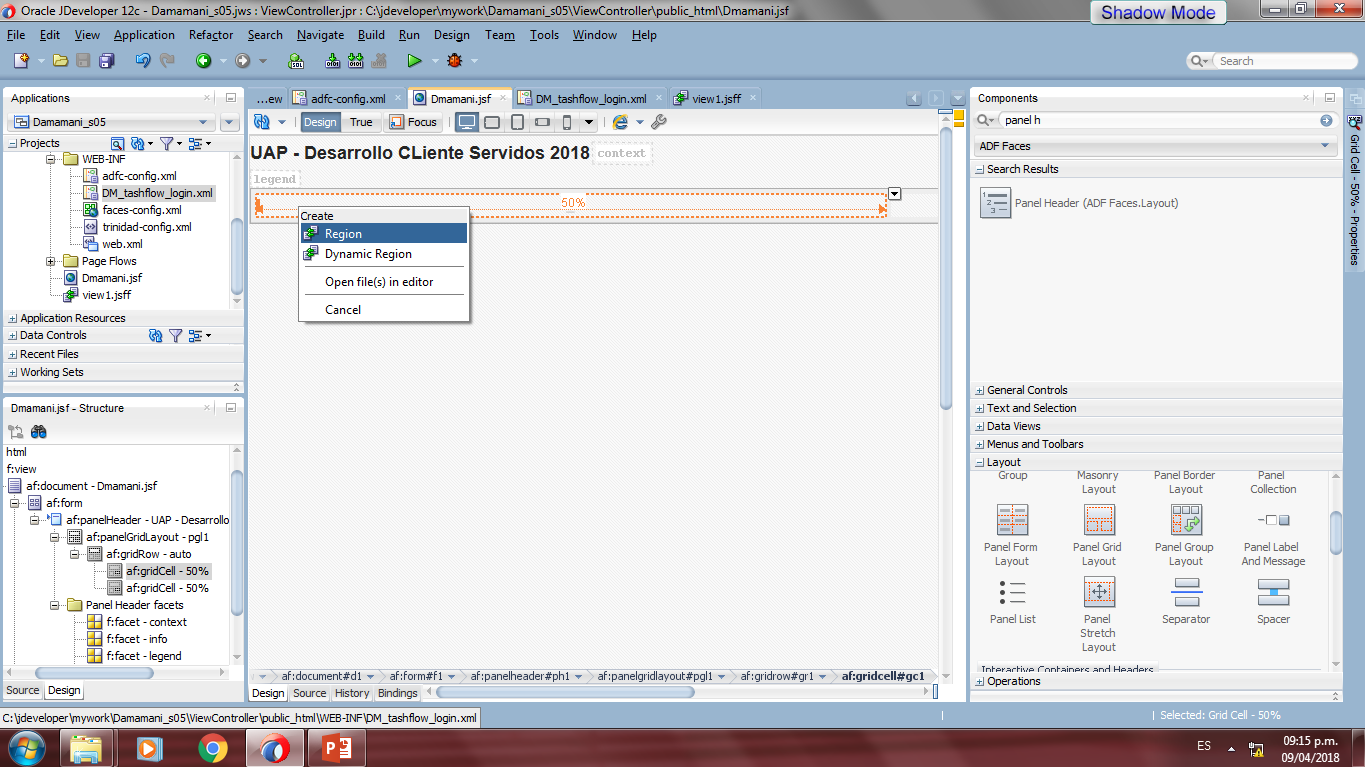 Oracle JDeveloper 12c - Damamani_s05.jws : ViewController.jpr : C:\jdeveloper\mywork\Damamani_s05\ViewController\public_html\Dmamani.jsf
Shadow Mode
File Edit View Application Refactor Search Navigate Build Run Design Team Tools Window Help
Search
Applications
Damamani_s05
Projects
WEB-INF
adfc-config.xml
DM_tashflow_login.xml
faces-config.xml
trinidad-config.xml
web.xml
Page Flows
Dmamani.jsf
view1.jsff
Application Resources
Data Controls
Recent Files
Working Sets
Dmamani.jsf - Structure
html
f:view
af:document - Dmamani.jsf
af:form
af:panelHeader - UAP - Desarrollo
af:panelGridLayout - pgl1
af:gridRow - auto
af:gridCell - 50%
af:gridCell - 50%
Panel Header facets
f:facet - context
f:facet - info
f:facet - legend
Source Design
...ew adfc-config.xml Dmamani.jsf DM_tashflow_login.xml view1.jsff
Design True Focus
UAP - Desarrollo CLiente Servidos 2018 context
legend
50%
Create
Region
Dynamic Region
Open file(s) in editor
Cancel
af:document#d1 af:form#f1 af:panelheader#ph1 af:panelgridlayout#pgl1 af:gridrow#gr1 af:gridcell#gc1
Design Source History Bindings
Components
panel h
ADF Faces
Search Results
Panel Header (ADF Faces.Layout)
General Controls
Text and Selection
Data Views
Menus and Toolbars
Layout
Group Masonry Layout Panel Border Layout Panel Collection
Panel Form Layout Panel Grid Layout Panel Group Layout Panel Label And Message
Panel List Panel Stretch Layout Separator Spacer
Interactive Containers and Headers
Operations
Grid Cell - 50% - Properties
C:\jdeveloper\mywork\Damamani_s05\ViewController\public_html\WEB-INF\DM_tashflow_login.xml
Selected: Grid Cell - 50%
ES
09:15 p.m.
09/04/2018